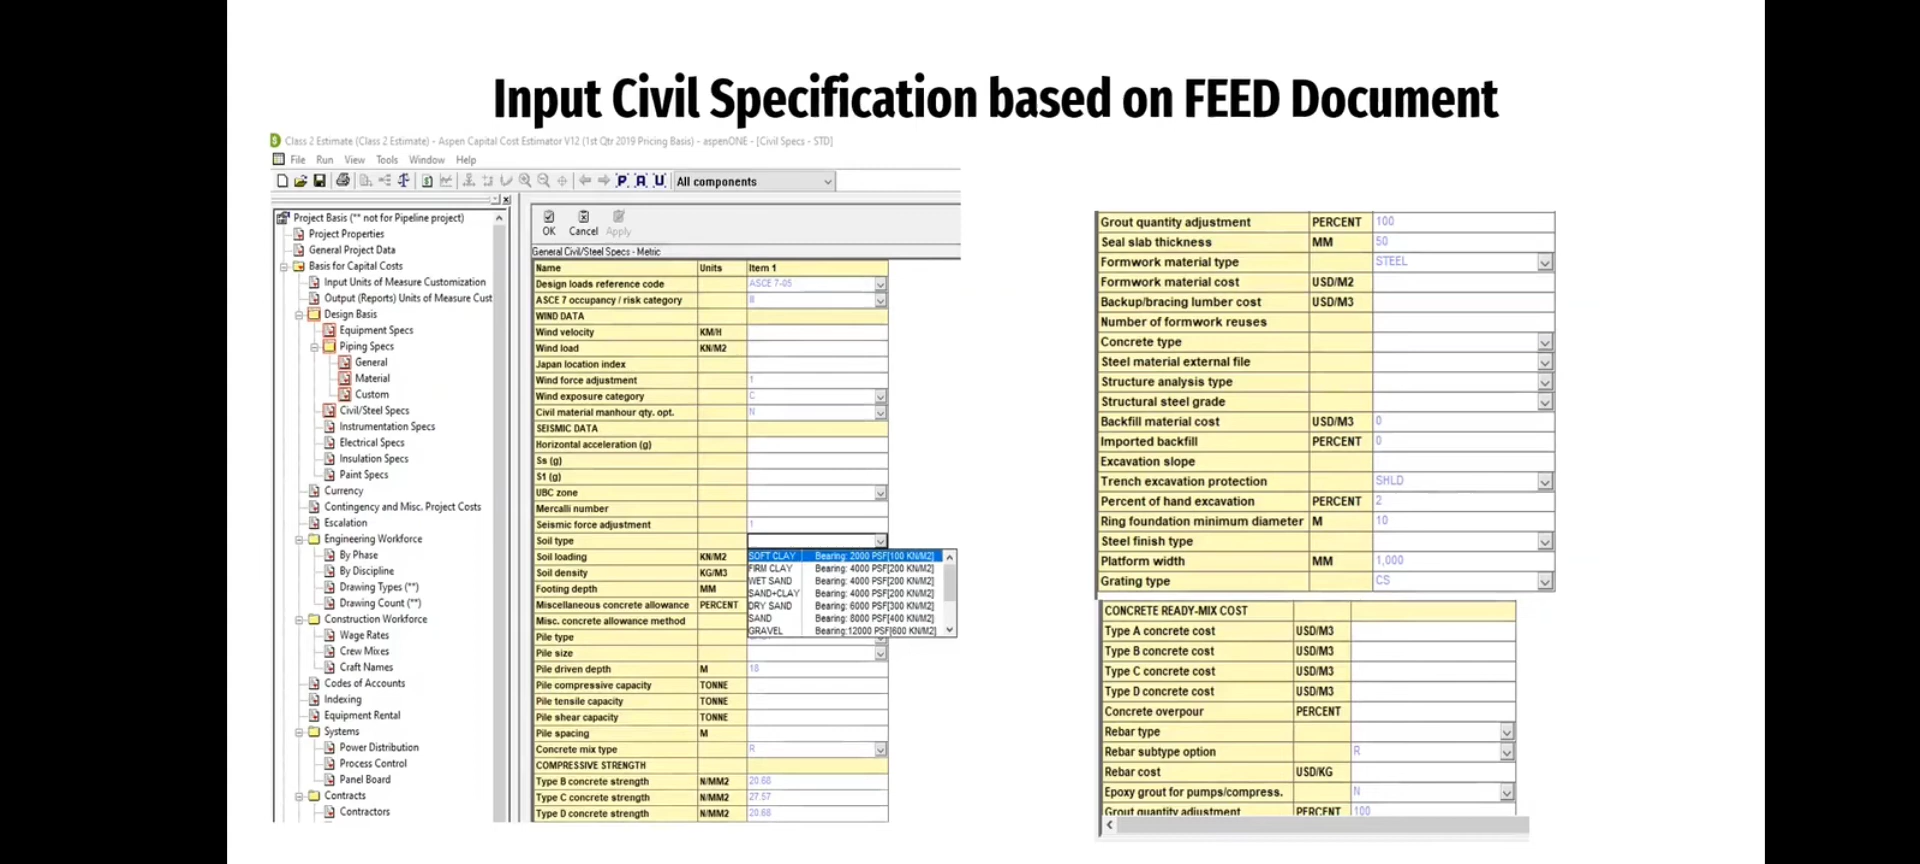 Input Civil Specification based on FEED Document
Class 2 Estimate (Class 2 Estimate) - Aspen Capital Cost Estimator V12 (1st Qtr 2019 Pricing Basis) - aspenONE - [Civil Specs - STD]
File Run View Tools Window Help
P A U All components
Project Basis (** not for Pipeline project)
Project Properties
General Project Data
Basis for Capital Costs
Input Units of Measure Customization
Output (Reports) Units of Measure Cust
Design Basis
Equipment Specs
Piping Specs
General
Material
Custom
Civil/Steel Specs
Instrumentation Specs
Electrical Specs
Insulation Specs
Paint Specs
Currency
Contingency and Misc. Project Costs
Escalation
Engineering Workforce
By Phase
By Discipline
Drawing Types (**)
Drawing Count (**)
Construction Workforce
Wage Rates
Crew Mixes
Craft Names
Codes of Accounts
Indexing
Equipment Rental
Systems
Power Distribution
Process Control
Panel Board
Contracts
Contractors
OK Cancel Apply
General Civil/Steel Specs - Metric
Name Units Item 1
Design loads reference code ASCE 7-05
ASCE 7 occupancy / risk category
WIND DATA
Wind velocity KM/H
Wind load KN/M2
Japan location index
Wind force adjustment 1
Wind exposure category C
Civil material manhour qty. opt. N
SEISMIC DATA
Horizontal acceleration (g)
Ss (g)
S1 (g)
UBC zone
Mercalli number
Seismic force adjustment 1
Soil type
Soil loading KN/M2
Soil density KG/M3
Footing depth MM
Miscellaneous concrete allowance PERCENT
Misc. concrete allowance method
Pile type
Pile size
Pile driven depth M 18
Pile compressive capacity TONNE
Pile tensile capacity TONNE
Pile shear capacity TONNE
Pile spacing M
Concrete mix type R
COMPRESSIVE STRENGTH
Type B concrete strength N/MM2 20.68
Type C concrete strength N/MM2 27.57
Type D concrete strength N/MM2 20.68
SOFT CLAY Bearing: 2000 PSF[100 KN/M2]
FIRM CLAY Bearing: 4000 PSF[200 KN/M2]
WET SAND Bearing: 4000 PSF[200 KN/M2]
SAND+CLAY Bearing: 4000 PSF[200 KN/M2]
DRY SAND Bearing: 6000 PSF[300 KN/M2]
SAND Bearing: 8000 PSF[400 KN/M2]
GRAVEL Bearing:12000 PSF[600 KN/M2]
Grout quantity adjustment PERCENT 100
Seal slab thickness MM 50
Formwork material type STEEL
Formwork material cost USD/M2
Backup/bracing lumber cost USD/M3
Number of formwork reuses
Concrete type
Steel material external file
Structure analysis type
Structural steel grade
Backfill material cost USD/M3 0
Imported backfill PERCENT 0
Excavation slope
Trench excavation protection SHLD
Percent of hand excavation PERCENT 2
Ring foundation minimum diameter M 10
Steel finish type
Platform width MM 1,000
Grating type CS
CONCRETE READY-MIX COST
Type A concrete cost USD/M3
Type B concrete cost USD/M3
Type C concrete cost USD/M3
Type D concrete cost USD/M3
Concrete overpour PERCENT
Rebar type
Rebar subtype option R
Rebar cost USD/KG
Epoxy grout for pumps/compress. N
Grout quantity adjustment PERCENT 100